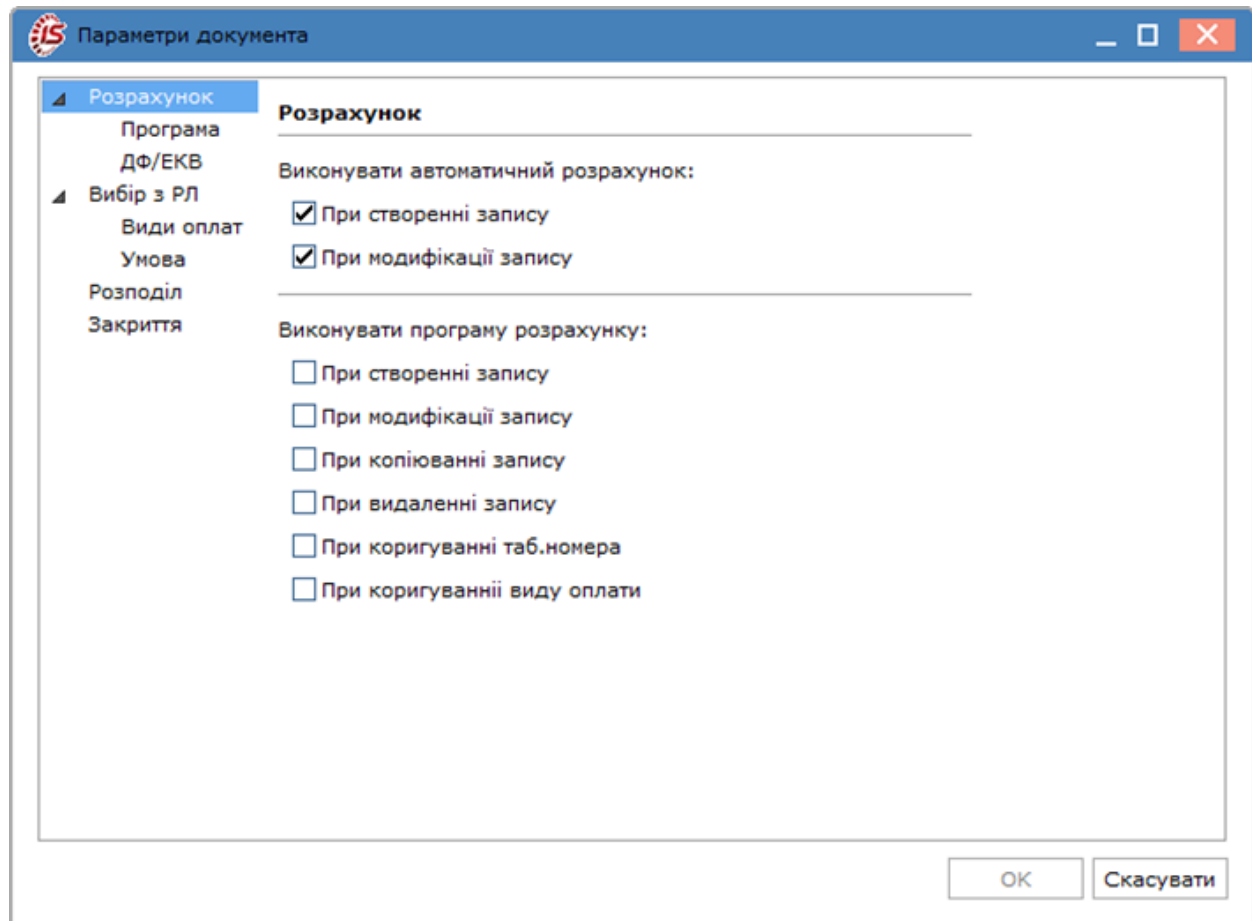 IS Параметри документа
Розрахунок
Програма
ДФ/ЕКВ
Вибір з РЛ
Види оплат
Умова
Розподіл
Закриття
Розрахунок
Виконувати автоматичний розрахунок:
При створенні запису
При модифікації запису
Виконувати програму розрахунку:
При створенні запису
При модифікації запису
При копіюванні запису
При видаленні запису
При коригуванні таб.номера
При коригуванніі виду оплати
OK Скасувати